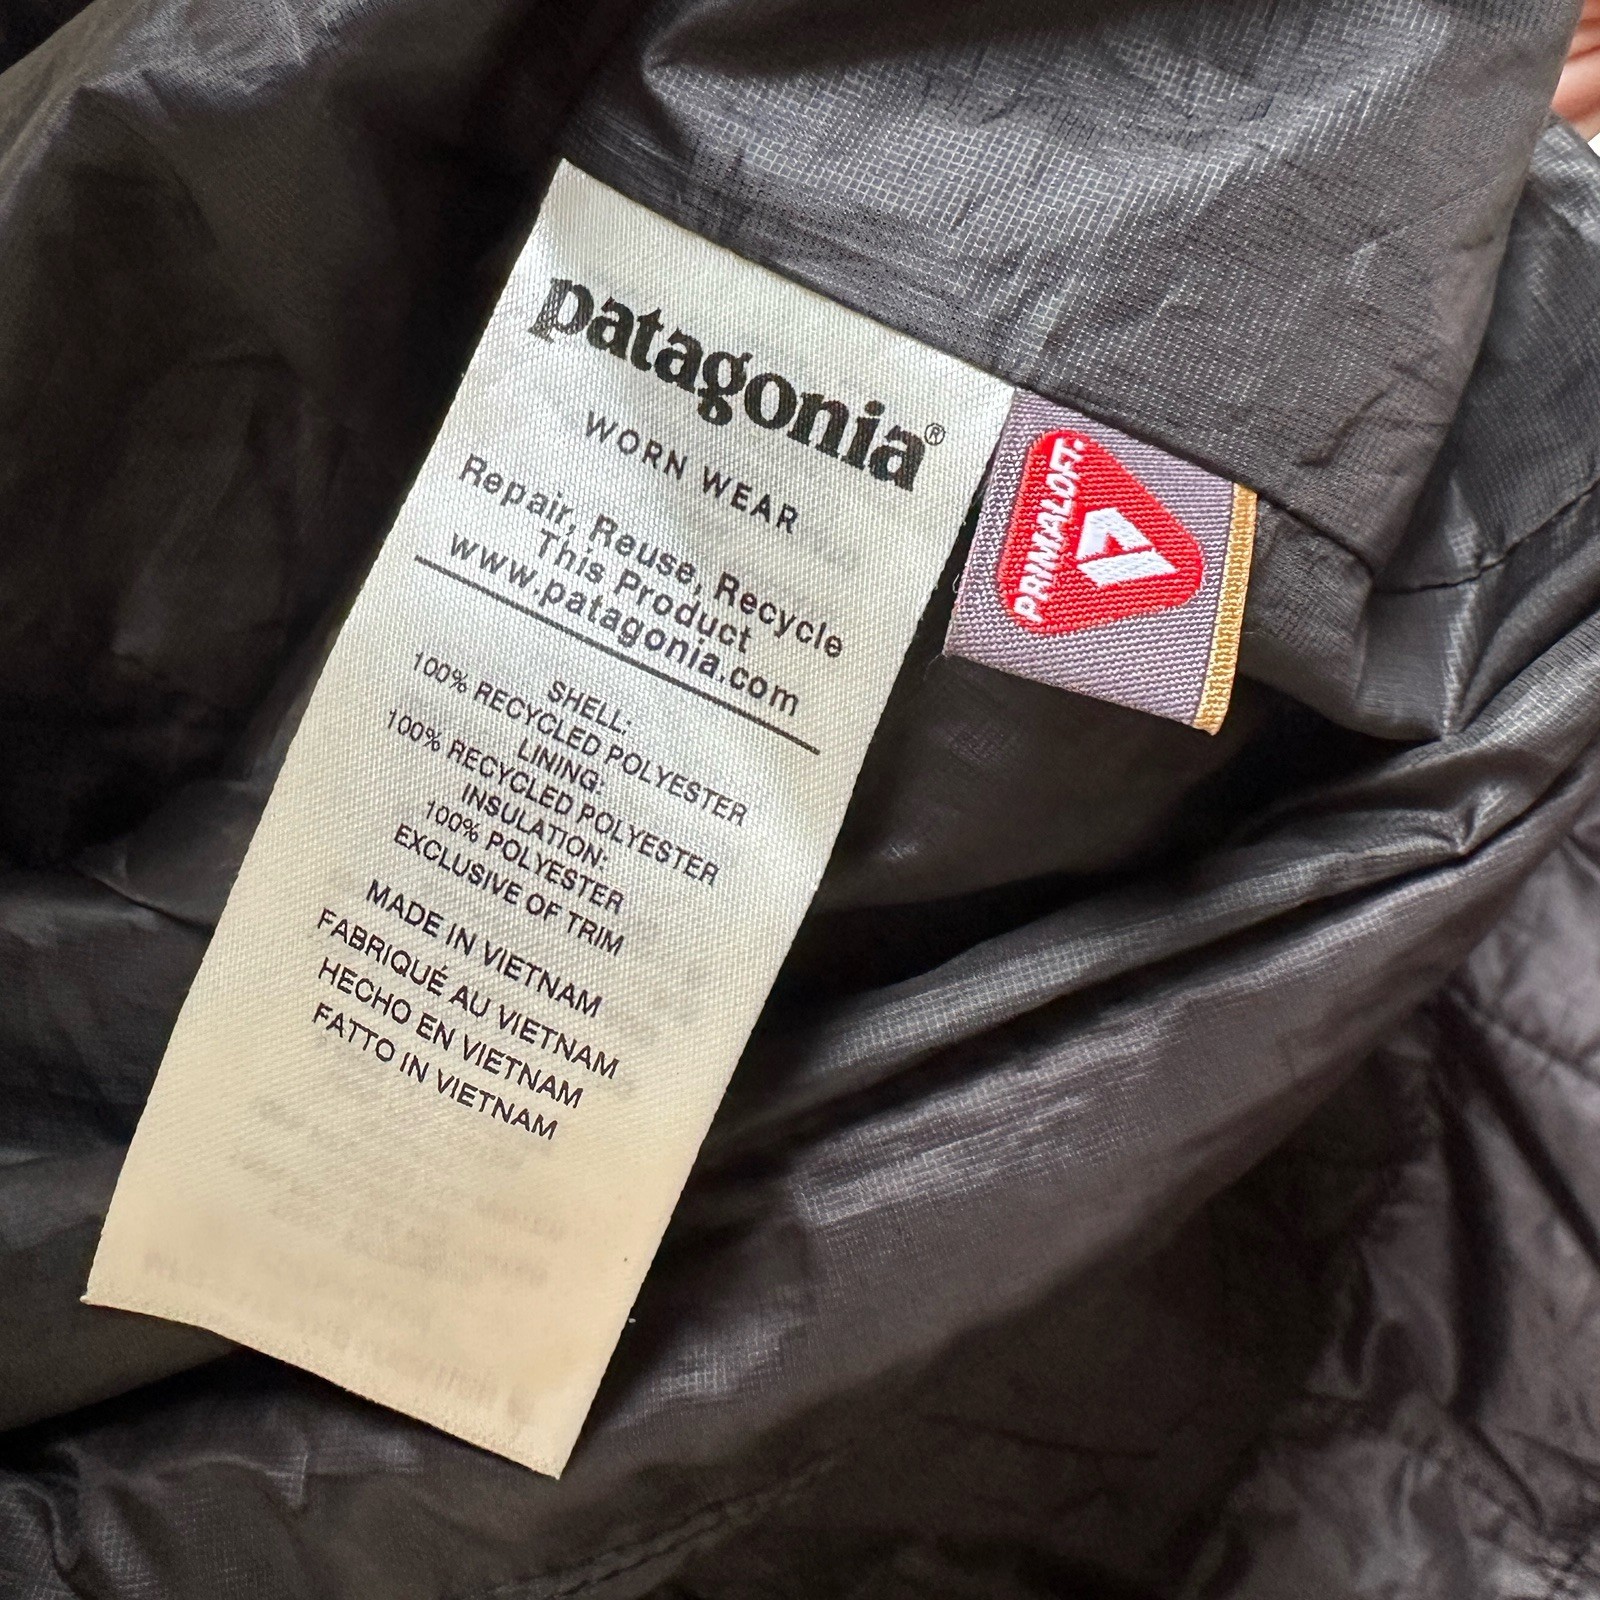 patagonia®
WORN WEAR
Repair, Reuse, Recycle
This Product
www.patagonia.com
SHELL:
100% RECYCLED POLYESTER
LINING:
100% RECYCLED POLYESTER
INSULATION:
100% POLYESTER
EXCLUSIVE OF TRIM
MADE IN VIETNAM
FABRIQUÉ AU VIETNAM
HECHO EN VIETNAM
FATTO IN VIETNAM
PRIMALOFT